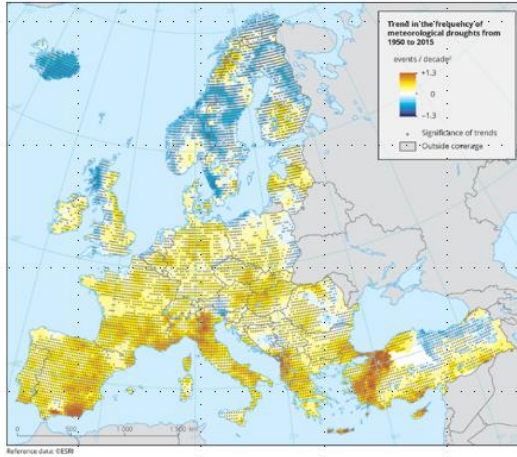 Trend in the frequency of
meteorological droughts from
1950 to 2015
events / decade²
+1.3
0
−1.3
Significance of trends
Outside coverage
0 500 1 000 1 500 km
Reference data: ©ESRI